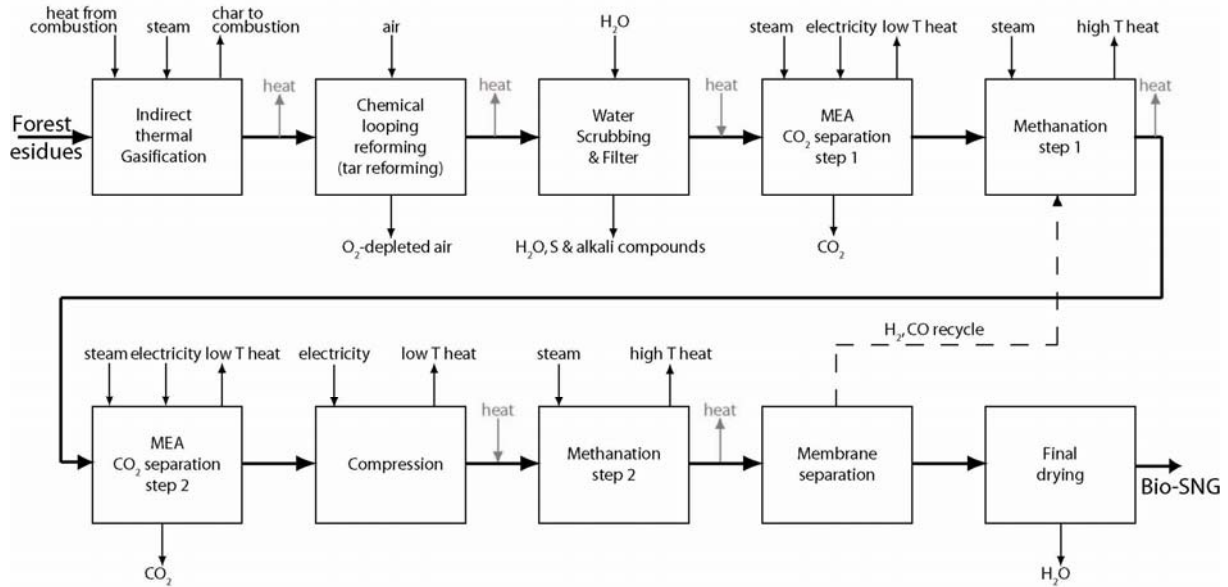 heat from
combustion
steam
char to
combustion
air
H₂O
steam
electricity
low T heat
steam
high T heat
heat
heat
heat
heat
Forest
esidues
Indirect
thermal
Gasification
Chemical
looping
reforming
(tar reforming)
Water
Scrubbing
& Filter
MEA
CO₂ separation
step 1
Methanation
step 1
O₂-depleted air
H₂O, S & alkali compounds
CO₂
H₂, CO recycle
steam
electricity
low T heat
electricity
low T heat
steam
high T heat
heat
heat
MEA
CO₂ separation
step 2
Compression
Methanation
step 2
Membrane
separation
Final
drying
Bio-SNG
CO₂
H₂O